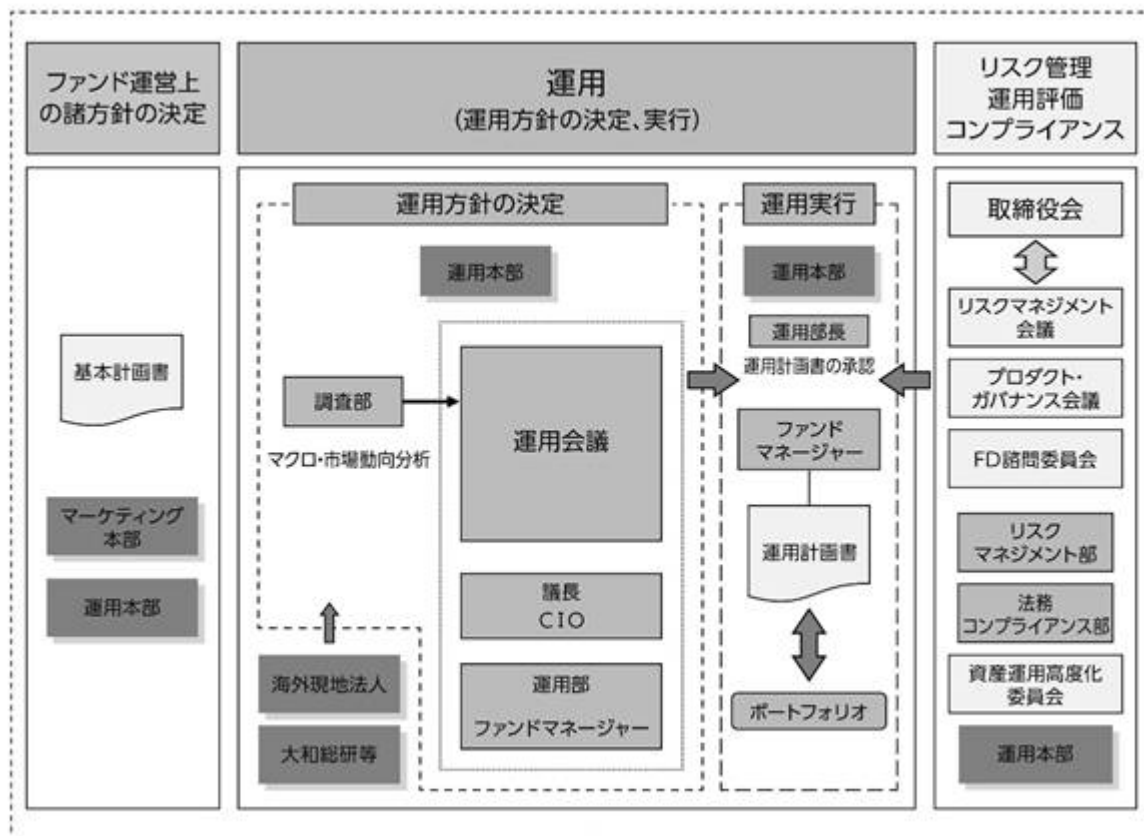 ファンド運営上
の諸方針の決定
運用
(運用方針の決定、実行)
リスク管理
運用評価
コンプライアンス
基本計画書
マーケティング
本部
運用本部
運用方針の決定
運用本部
調査部
マクロ・市場動向分析
運用会議
議長
CIO
運用部
ファンドマネージャー
海外現地法人
大和総研等
運用実行
運用本部
運用部長
運用計画書の承認
ファンド
マネージャー
運用計画書
ポートフォリオ
取締役会
リスクマネジメント
会議
プロダクト・
ガバナンス会議
FD諮問委員会
リスク
マネジメント部
法務
コンプライアンス部
資産運用高度化
委員会
運用本部